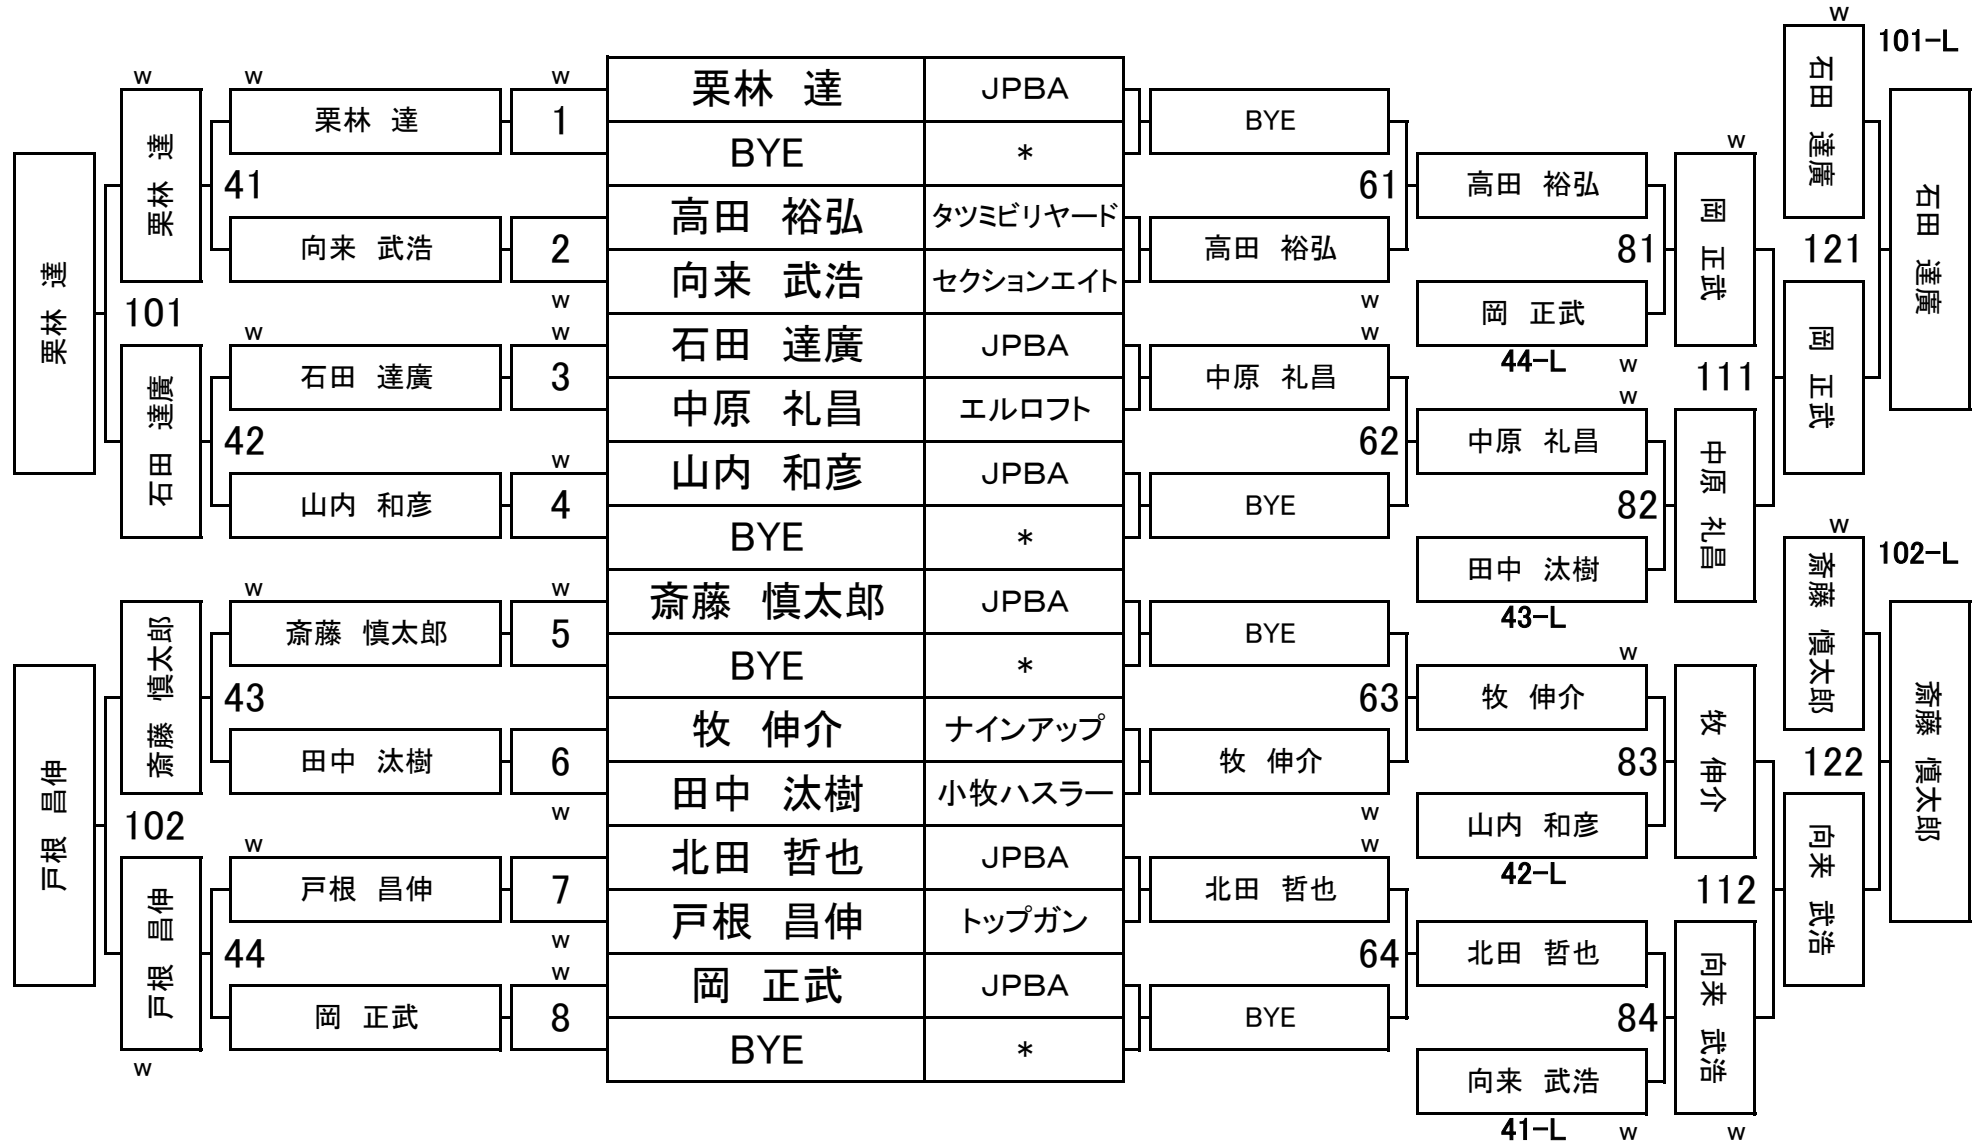 栗林 達
戸根 昌伸
w
栗林 達
101
石田 達廣
斎藤 慎太郎
102
戸根 昌伸
w
w
栗林 達
41
向来 武浩
w
石田 達廣
42
山内 和彦
w
斎藤 慎太郎
43
田中 汰樹
w
戸根 昌伸
44
岡 正武
w
1
2
w
w
3
w
4
w
5
6
w
7
w
w
8
栗林 達 JPBA
BYE *
高田 裕弘 タツミビリヤード
向来 武浩 セクションエイト
石田 達廣 JPBA
中原 礼昌 エルロフト
山内 和彦 JPBA
BYE *
斎藤 慎太郎 JPBA
BYE *
牧 伸介 ナインアップ
田中 汰樹 小牧ハスラー
北田 哲也 JPBA
戸根 昌伸 トップガン
岡 正武 JPBA
BYE *
BYE
61
高田 裕弘
w
w
中原 礼昌
62
BYE
BYE
63
牧 伸介
w
w
北田 哲也
64
BYE
高田 裕弘
81
岡 正武
44-L w
w
中原 礼昌
82
田中 汰樹
43-L
w
牧 伸介
83
山内 和彦
42-L
北田 哲也
84
向来 武浩
41-L w
w
岡 正武
111
中原 礼昌
牧 伸介
112
向来 武浩
w
w
101-L
石田 達廣
121
岡 正武
w
102-L
斎藤 慎太郎
122
向来 武浩
石田 達廣
斎藤 慎太郎